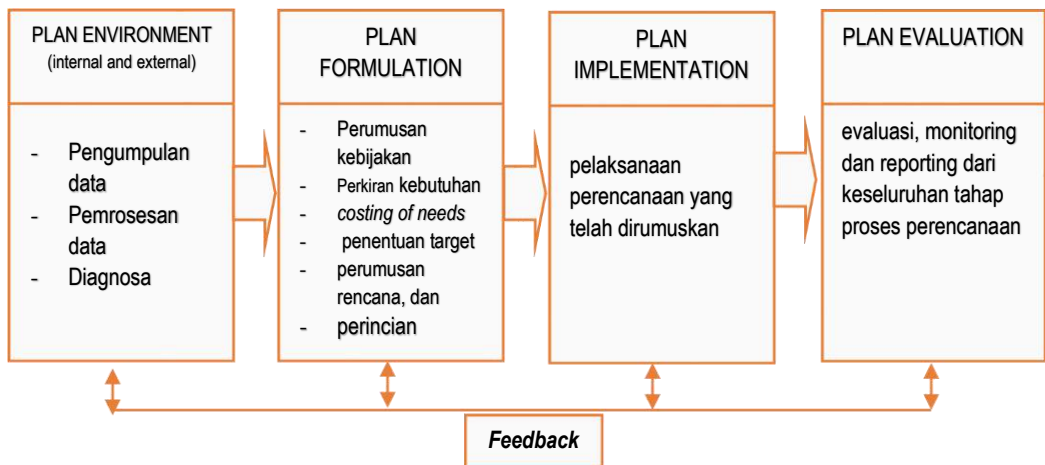 PLAN ENVIRONMENT
(internal and external)
- Pengumpulan
data
- Pemrosesan
data
- Diagnosa
PLAN
FORMULATION
- Perumusan
kebijakan
- Perkiran kebutuhan
- costing of needs
- penentuan target
- perumusan
rencana, dan
- perincian
PLAN
IMPLEMENTATION
pelaksanaan
perencanaan yang
telah dirumuskan
PLAN EVALUATION
evaluasi, monitoring
dan reporting dari
keseluruhan tahap
proses perencanaan
Feedback